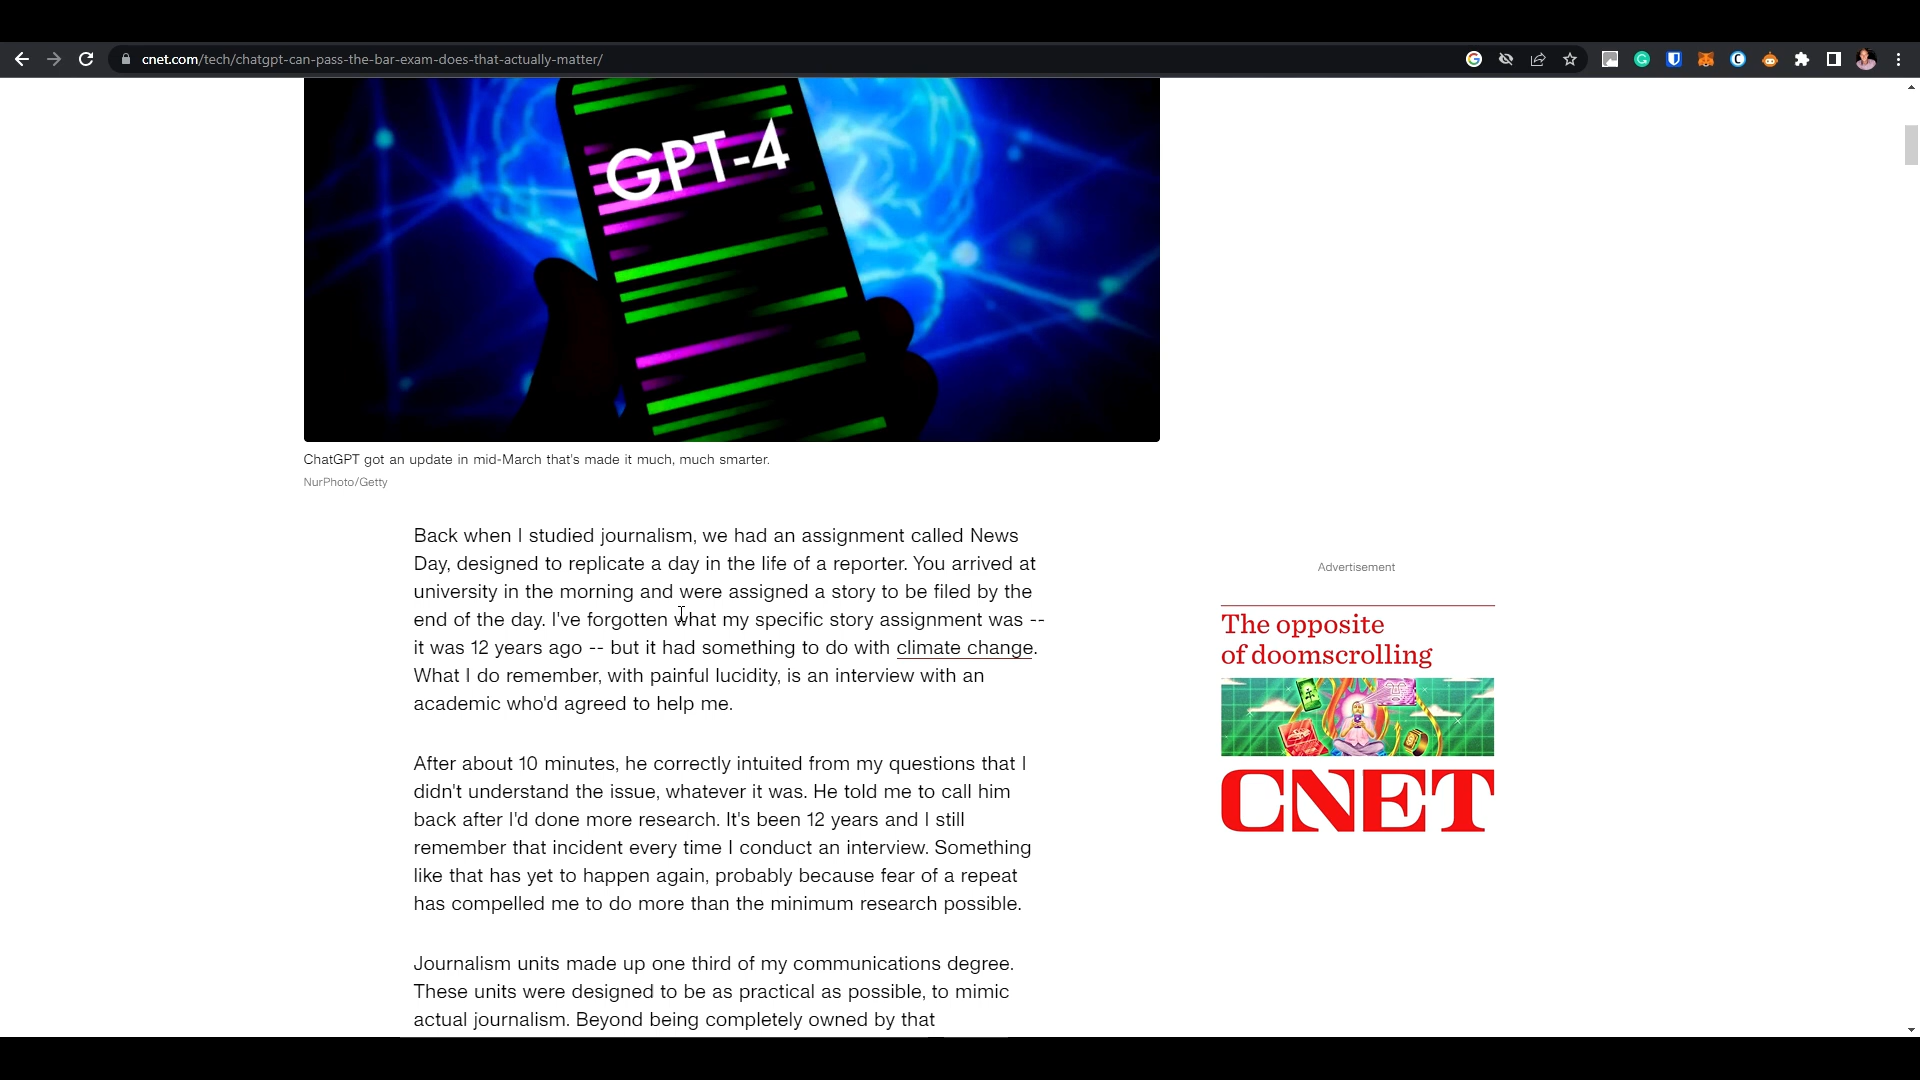 cnet.com/tech/chatgpt-can-pass-the-bar-exam-does-that-actually-matter/
GPT-4
ChatGPT got an update in mid-March that's made it much, much smarter.
NurPhoto/Getty
Back when I studied journalism, we had an assignment called News
Day, designed to replicate a day in the life of a reporter. You arrived at
university in the morning and were assigned a story to be filed by the
end of the day. I've forgotten what my specific story assignment was --
it was 12 years ago -- but it had something to do with climate change.
What I do remember, with painful lucidity, is an interview with an
academic who'd agreed to help me.
After about 10 minutes, he correctly intuited from my questions that I
didn't understand the issue, whatever it was. He told me to call him
back after I'd done more research. It's been 12 years and I still
remember that incident every time I conduct an interview. Something
like that has yet to happen again, probably because fear of a repeat
has compelled me to do more than the minimum research possible.
Journalism units made up one third of my communications degree.
These units were designed to be as practical as possible, to mimic
actual journalism. Beyond being completely owned by that
Advertisement
The opposite
of doomscrolling
CNET